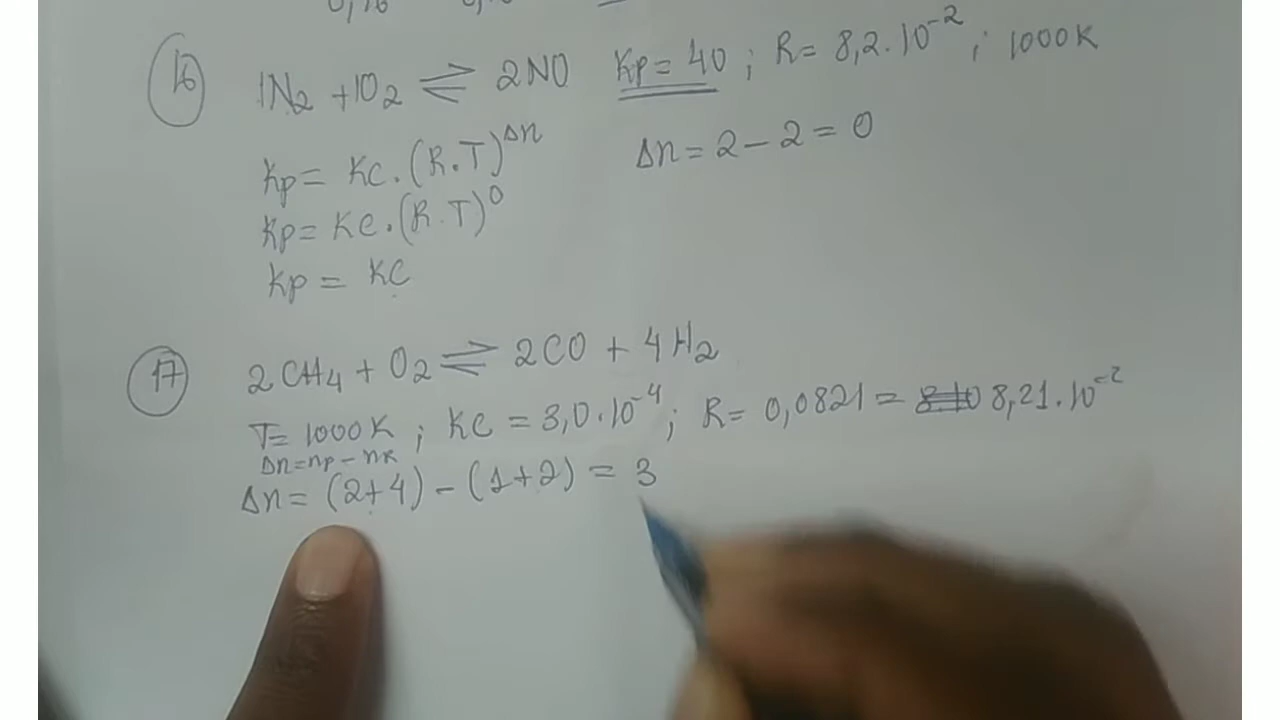 16
1N₂ + 1O₂ ⇌ 2NO Kp = 40 ; R = 8,2 . 10⁻² ; 1000K
Kp = Kc . (R.T)^Δn Δn = 2 − 2 = 0
Kp = Kc . (R.T)⁰
Kp = Kc
17
2CH₄ + O₂ ⇌ 2CO + 4H₂
T = 1000K ; Kc = 3,0 . 10⁻⁴ ; R = 0,0821 = 8,21 . 10⁻²
Δn = np − nr
Δn = (2+4) − (1+2) = 3